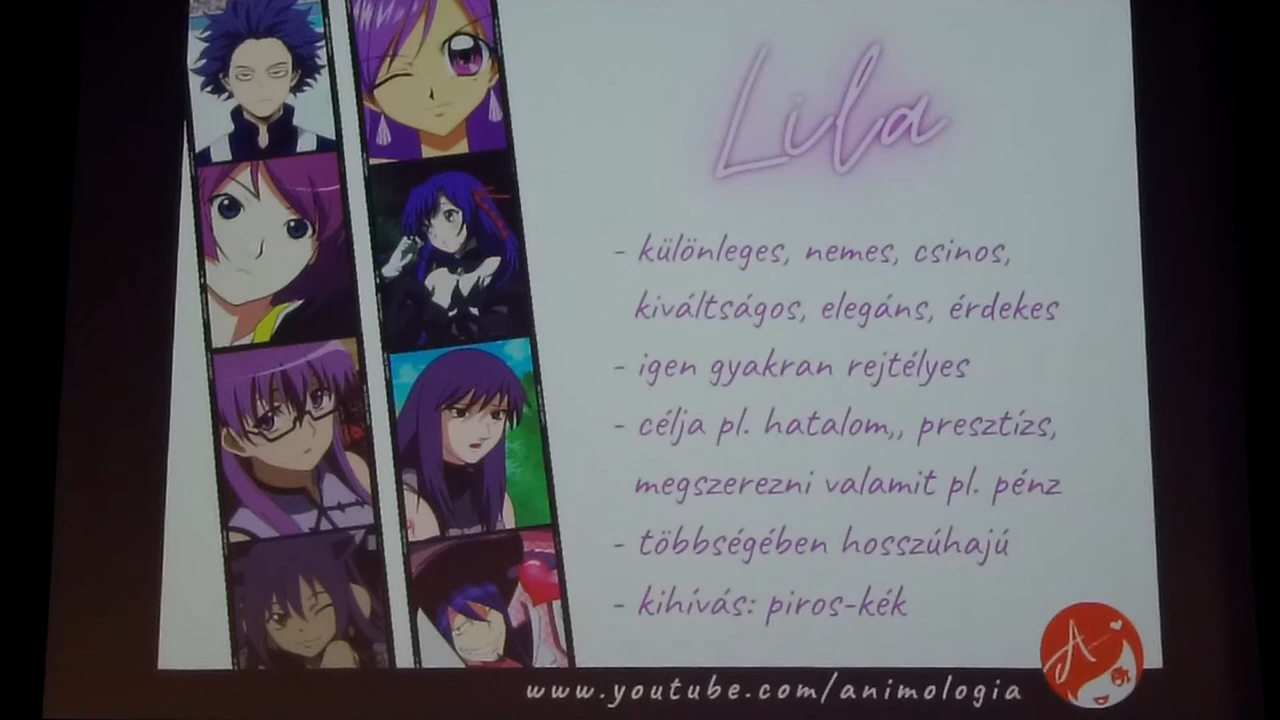 Lila
- különleges, nemes, csinos,
kiváltságos, elegáns, érdekes
- igen gyakran rejtélyes
- célja pl. hatalom,, presztízs,
megszerezni valamit pl. pénz
- többségében hosszúhajú
- kihívás: piros-kék
www.youtube.com/animologia
A